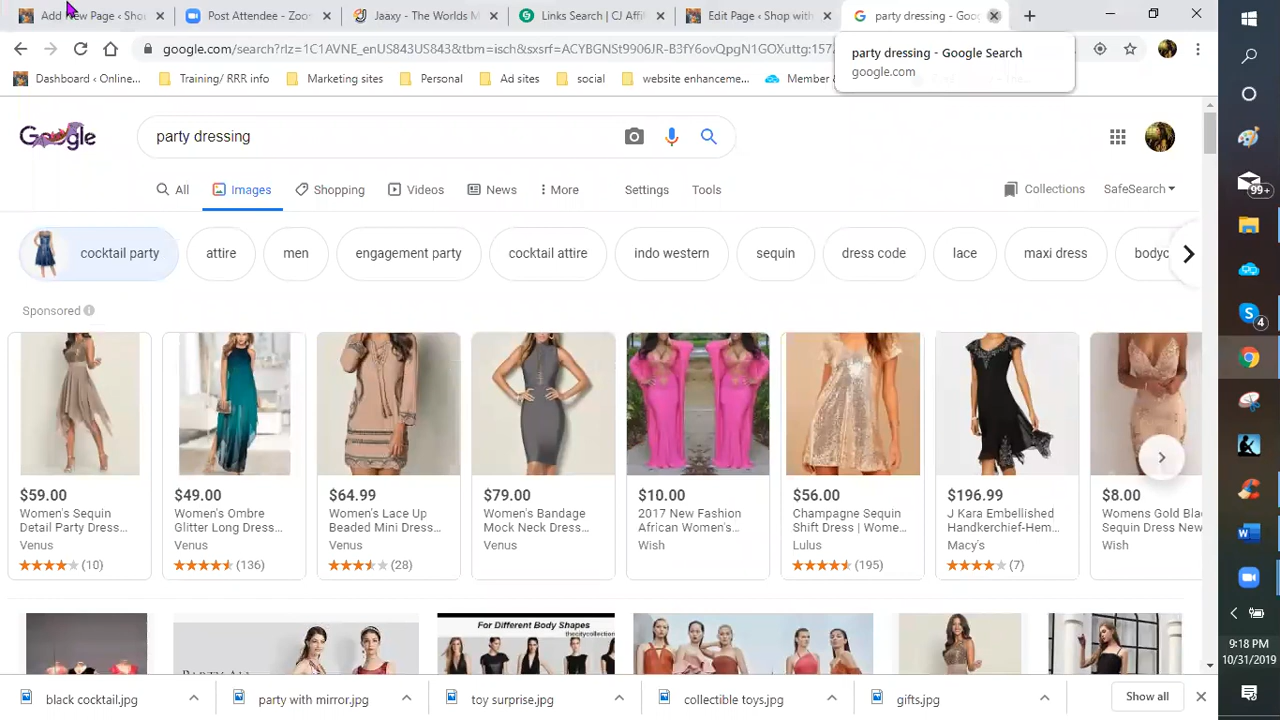 Add New Page ‹ Sho
Post Attendee - Zoo
Jaaxy - The Worlds M
Links Search | CJ Affi
Edit Page ‹ Shop with
party dressing - Goo
google.com/search?rlz=1C1AVNE_enUS843US843&tbm=isch&sxsrf=ACYBGNSt9906JR-B3fY6ovQpgN1GOXuttg:157
party dressing - Google Search
google.com
Dashboard ‹ Online...
Training/ RRR info
Marketing sites
Personal
Ad sites
social
website enhanceme...
Member &
Google
party dressing
All
Images
Shopping
Videos
News
More
Settings
Tools
Collections
SafeSearch
cocktail party
attire
men
engagement party
cocktail attire
indo western
sequin
dress code
lace
maxi dress
bodyc
Sponsored
$59.00
Women's Sequin
Detail Party Dress...
Venus
(10)
$49.00
Women's Ombre
Glitter Long Dress...
Venus
(136)
$64.99
Women's Lace Up
Beaded Mini Dress...
Venus
(28)
$79.00
Women's Bandage
Mock Neck Dress...
Venus
$10.00
2017 New Fashion
African Women's...
Wish
$56.00
Champagne Sequin
Shift Dress | Wome...
Lulus
(195)
$196.99
J Kara Embellished
Handkerchief-Hem...
Macy's
(7)
$8.00
Womens Gold Bla
Sequin Dress New
Wish
For Different Body Shapes
thecitycollection
black cocktail.jpg
party with mirror.jpg
toy surprise.jpg
collectible toys.jpg
gifts.jpg
Show all
99+
4
9:18 PM
10/31/2019